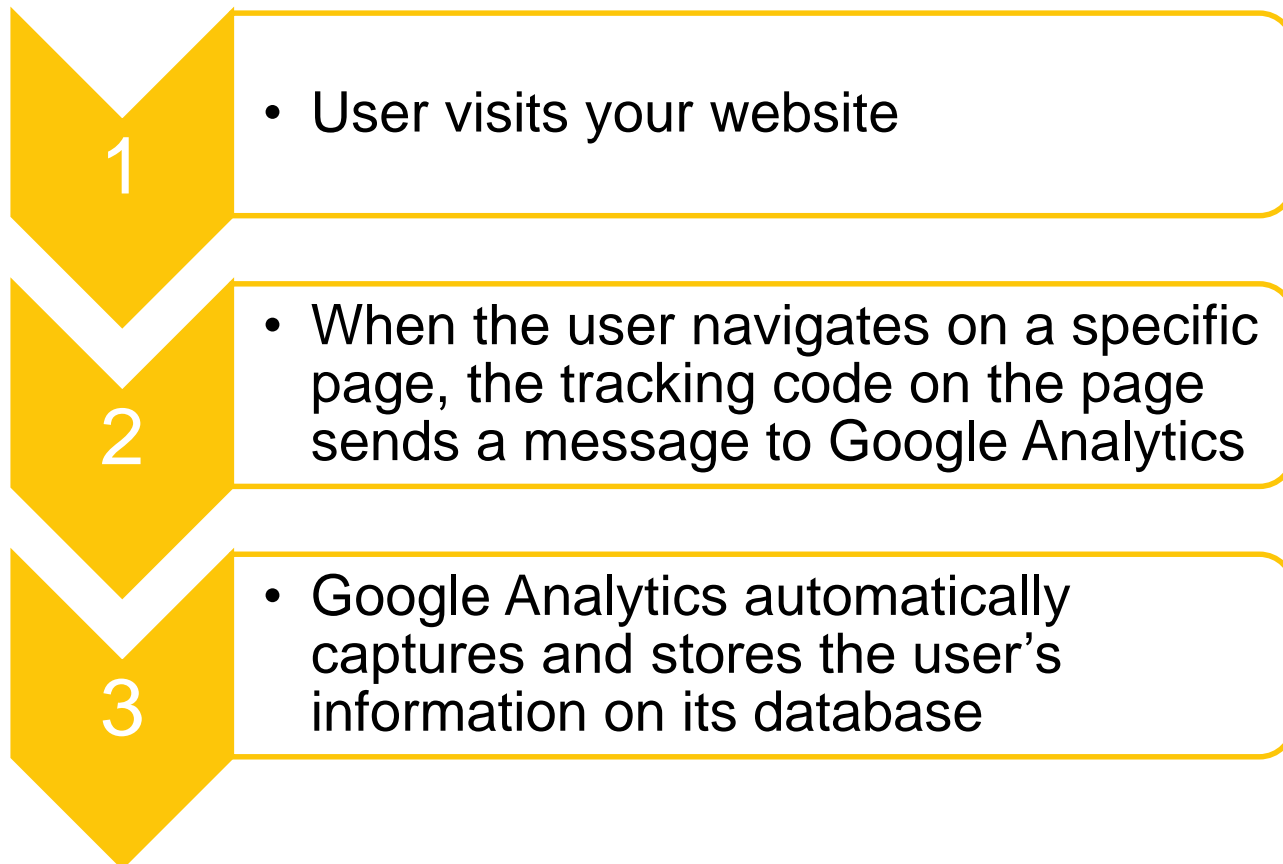 1
• User visits your website
2
• When the user navigates on a specific
page, the tracking code on the page
sends a message to Google Analytics
3
• Google Analytics automatically
captures and stores the user’s
information on its database